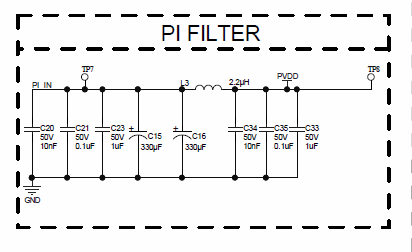 PI FILTER
TP7
TP8
PI_IN
L3
2.2µH
PVDD
C20
50V
10nF
C21
50V
0.1uF
C23
50V
1uF
C15
330µF
C16
330µF
C34
50V
10nF
C35
50V
0.1uF
C33
50V
1uF
GND